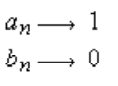 aₙ ⟶ 1
bₙ ⟶ 0